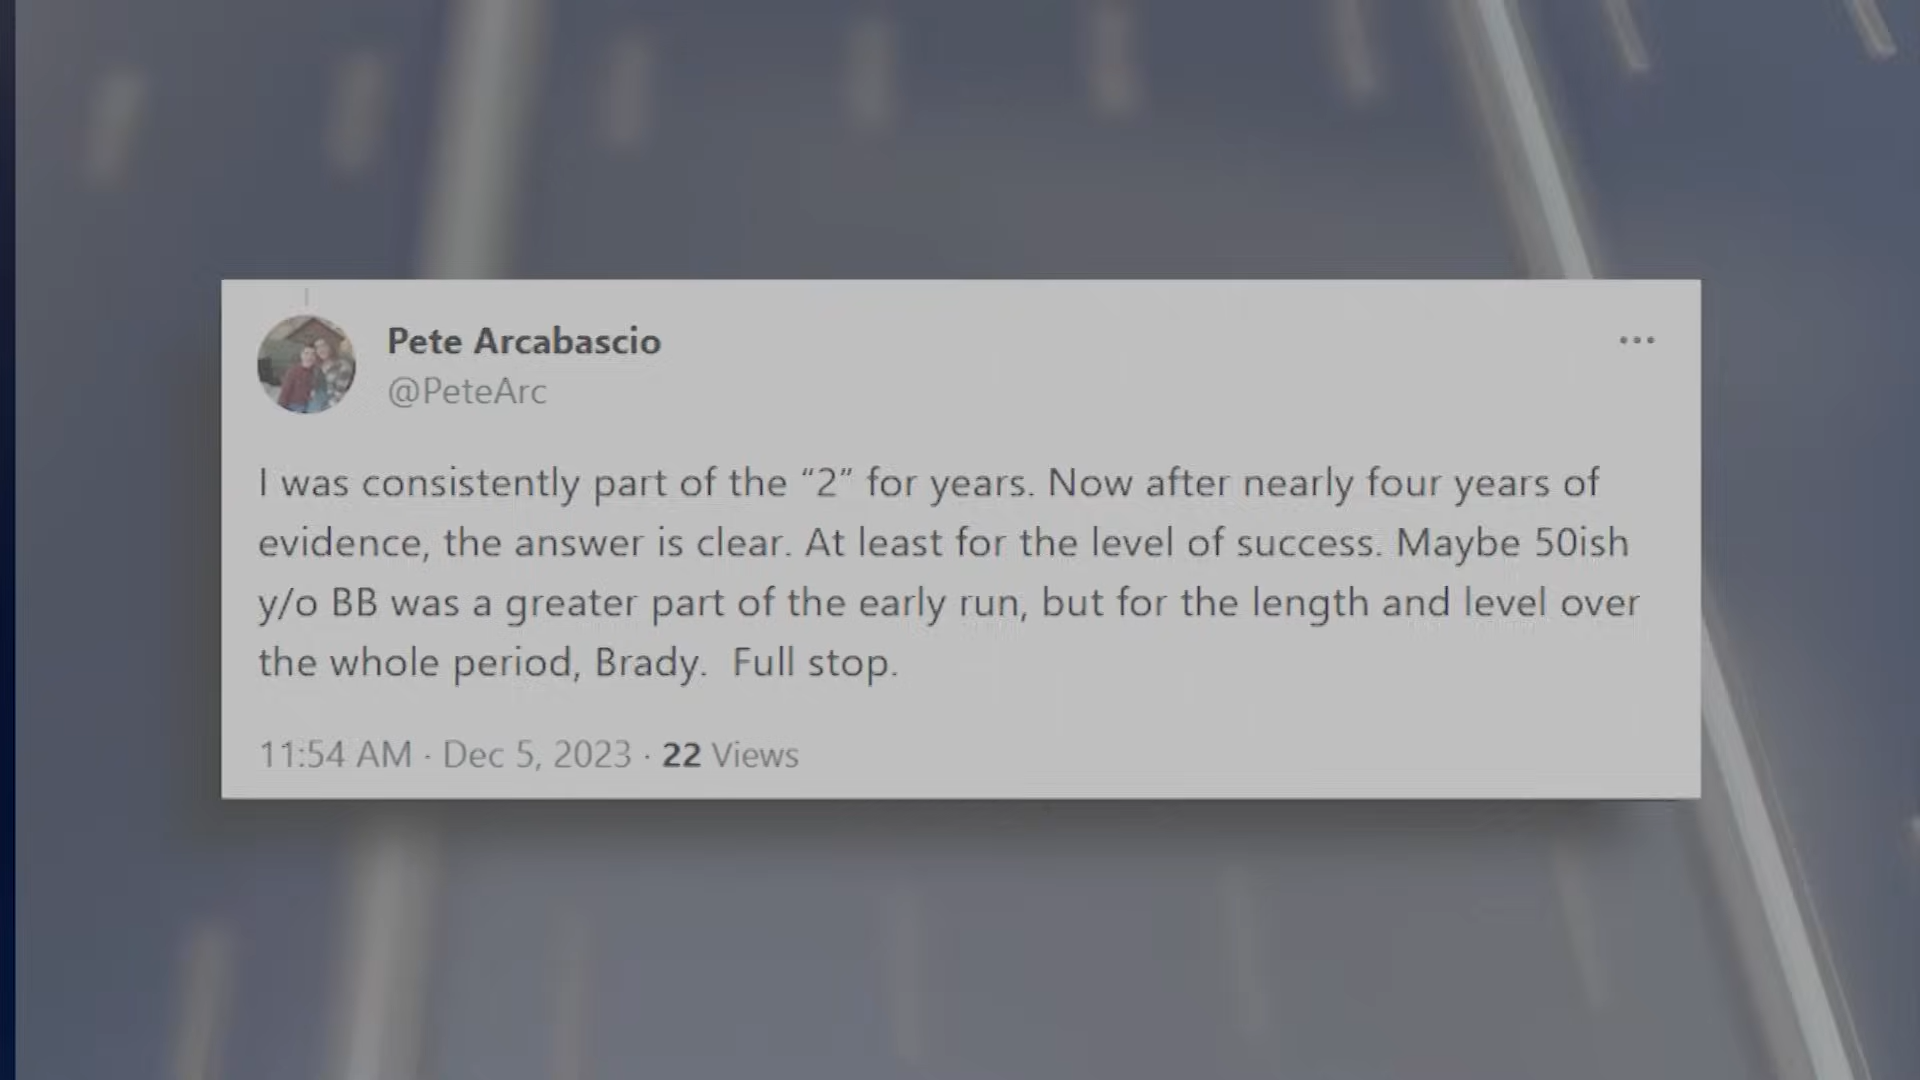 Pete Arcabascio
@PeteArc
I was consistently part of the “2” for years. Now after nearly four years of
evidence, the answer is clear. At least for the level of success. Maybe 50ish
y/o BB was a greater part of the early run, but for the length and level over
the whole period, Brady.  Full stop.
11:54 AM · Dec 5, 2023 · 22 Views